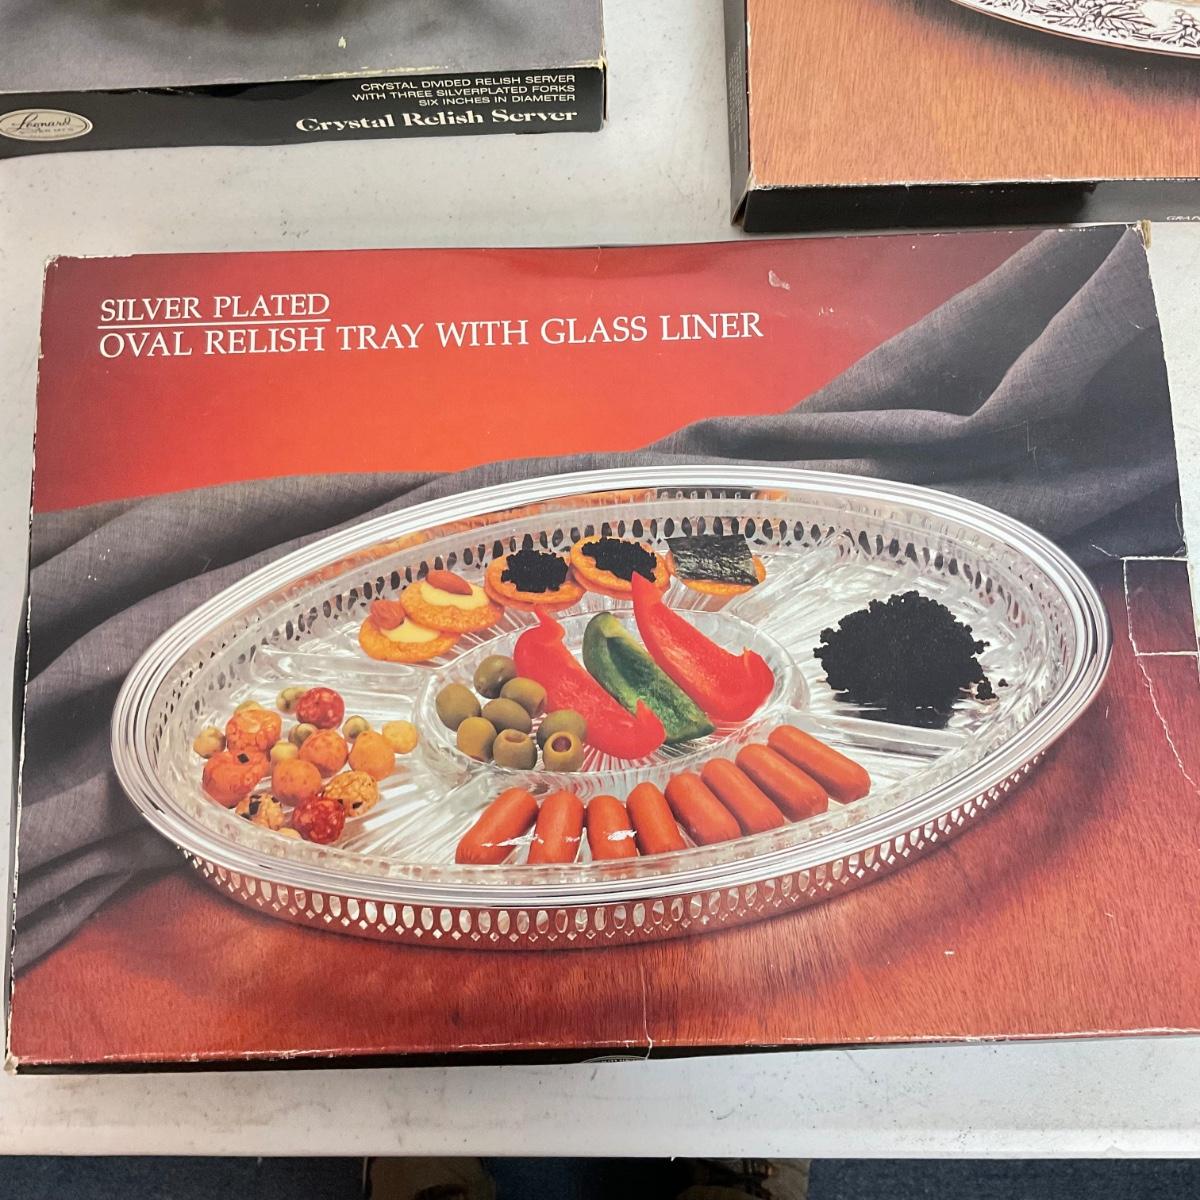 CRYSTAL DIVIDED RELISH SERVER
WITH THREE SILVERPLATED FORKS
SIX INCHES IN DIAMETER
Leonard
Crystal Relish Server
SILVER PLATED
OVAL RELISH TRAY WITH GLASS LINER